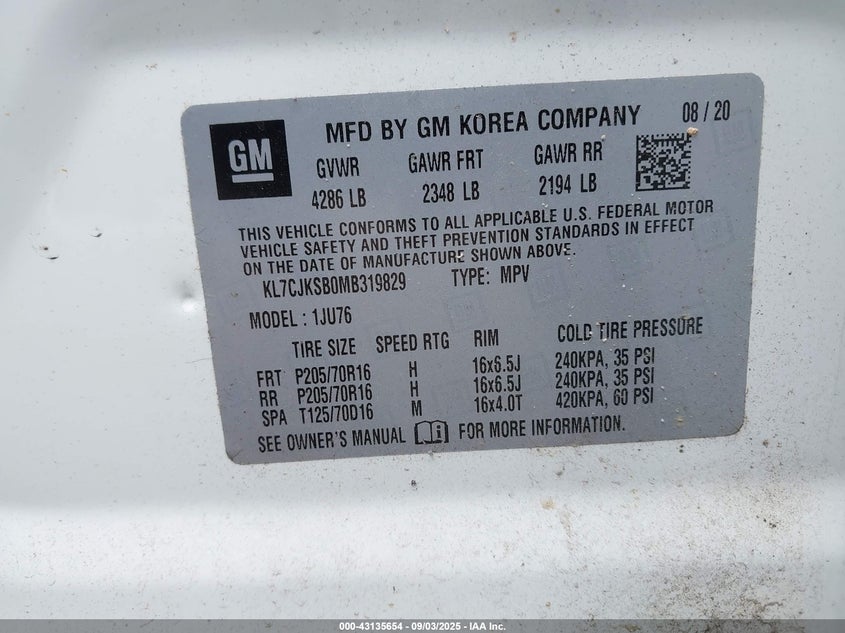 GM
MFD BY GM KOREA COMPANY 08 / 20
GVWR GAWR FRT GAWR RR
4286 LB 2348 LB 2194 LB
THIS VEHICLE CONFORMS TO ALL APPLICABLE U.S. FEDERAL MOTOR
VEHICLE SAFETY AND THEFT PREVENTION STANDARDS IN EFFECT
ON THE DATE OF MANUFACTURE SHOWN ABOVE.
KL7CJKSB0MB319829 TYPE: MPV
MODEL : 1JU76
TIRE SIZE SPEED RTG RIM COLD TIRE PRESSURE
FRT P205/70R16 H 16x6.5J 240KPA, 35 PSI
RR P205/70R16 H 16x6.5J 240KPA, 35 PSI
SPA T125/70D16 M 16x4.0T 420KPA, 60 PSI
SEE OWNER'S MANUAL FOR MORE INFORMATION.
000-43135654 - 09/03/2025 - IAA Inc.